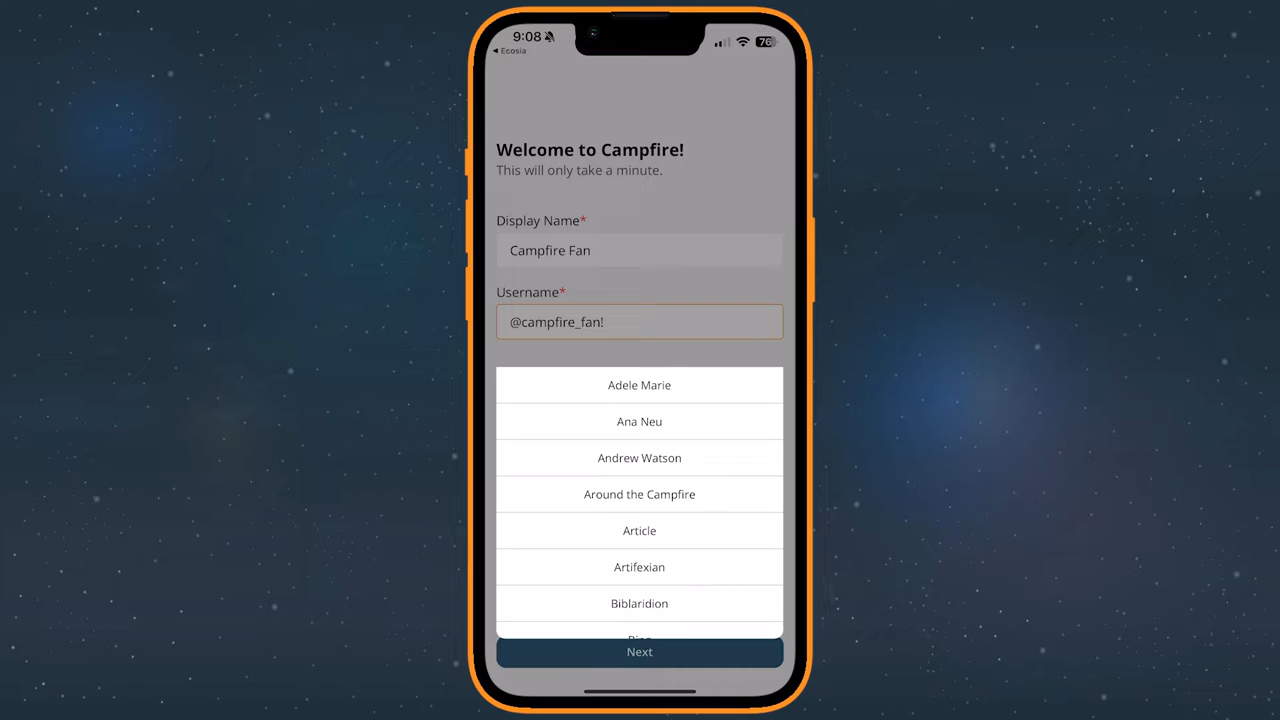 9:08
76
◀ Ecosia
Welcome to Campfire!
This will only take a minute.
Display Name*
Campfire Fan
Username*
@campfire_fan!
Adele Marie
Ana Neu
Andrew Watson
Around the Campfire
Article
Artifexian
Biblaridion
Next